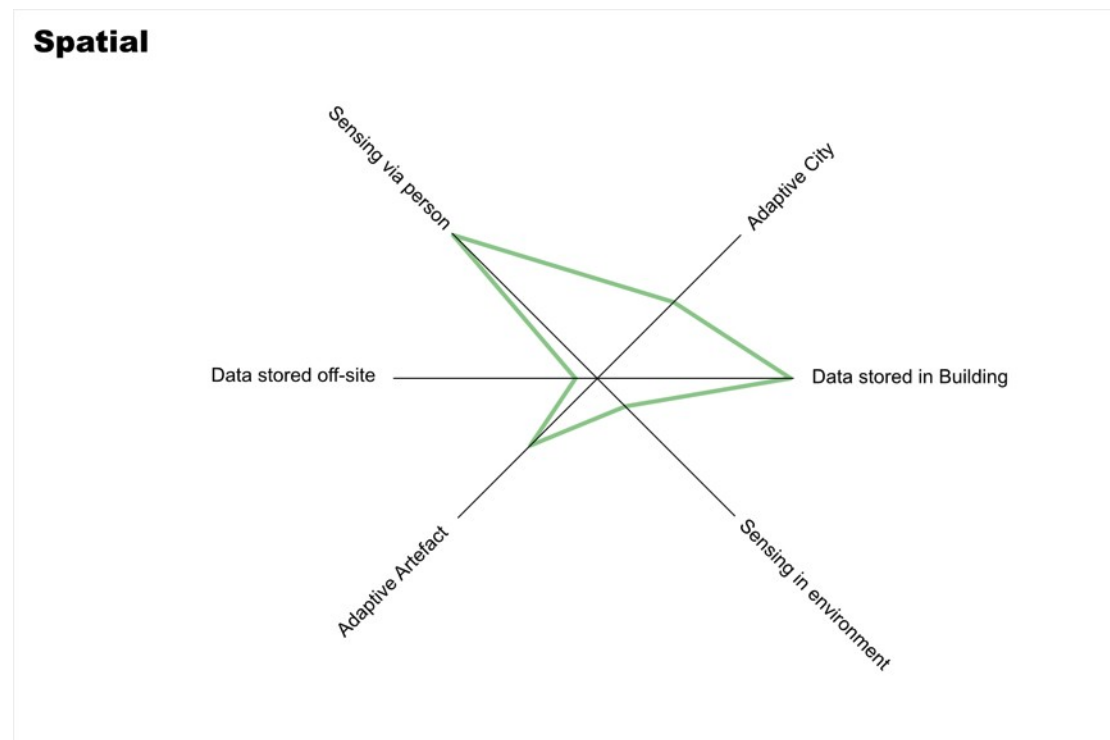 Spatial
Sensing via person
Adaptive City
Data stored off-site
Data stored in Building
Adaptive Artefact
Sensing in environment